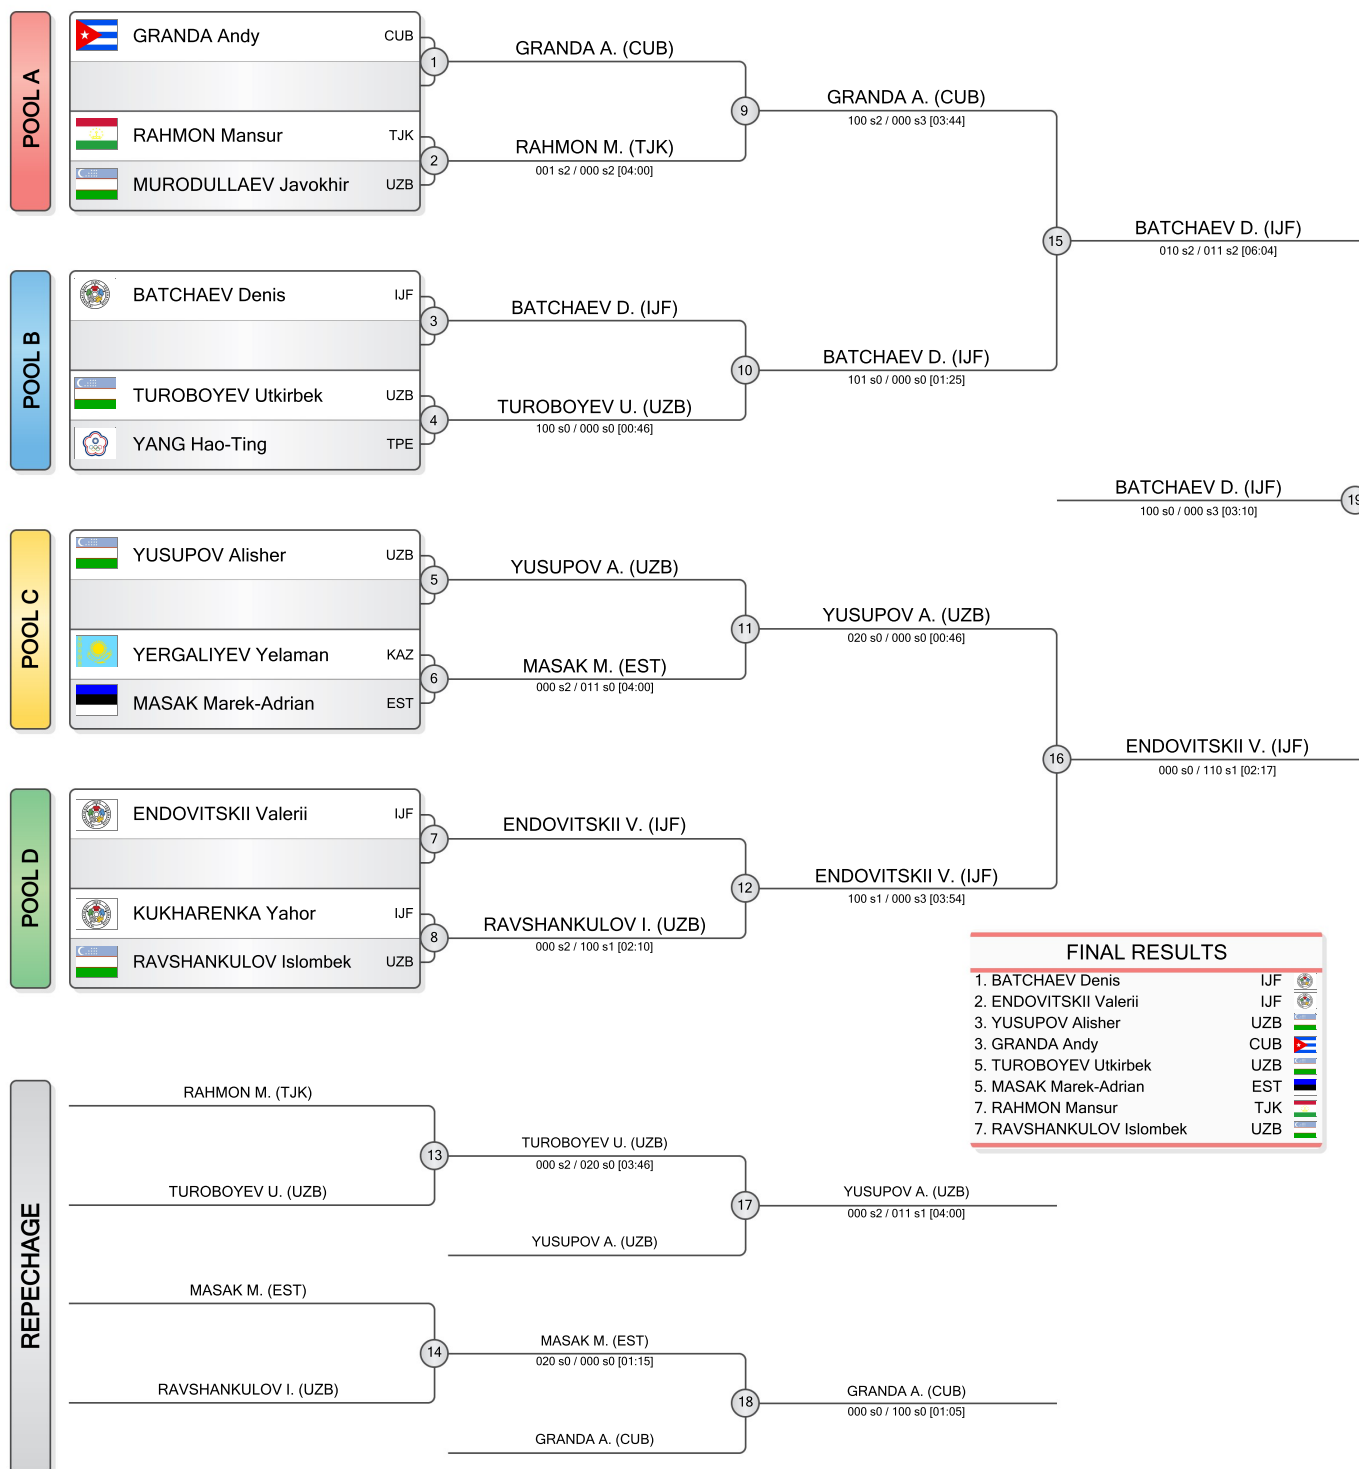 POOL A
GRANDA Andy CUB
RAHMON Mansur TJK
MURODULLAEV Javokhir UZB
1
2
GRANDA A. (CUB)
RAHMON M. (TJK)
001 s2 / 000 s2 [04:00]
9
GRANDA A. (CUB)
100 s2 / 000 s3 [03:44]
POOL B
BATCHAEV Denis IJF
TUROBOYEV Utkirbek UZB
YANG Hao-Ting TPE
3
4
BATCHAEV D. (IJF)
TUROBOYEV U. (UZB)
100 s0 / 000 s0 [00:46]
10
BATCHAEV D. (IJF)
101 s0 / 000 s0 [01:25]
15
BATCHAEV D. (IJF)
010 s2 / 011 s2 [06:04]
BATCHAEV D. (IJF)
100 s0 / 000 s3 [03:10]
19
POOL C
YUSUPOV Alisher UZB
YERGALIYEV Yelaman KAZ
MASAK Marek-Adrian EST
5
6
YUSUPOV A. (UZB)
MASAK M. (EST)
000 s2 / 011 s0 [04:00]
11
YUSUPOV A. (UZB)
020 s0 / 000 s0 [00:46]
POOL D
ENDOVITSKII Valerii IJF
KUKHARENKA Yahor IJF
RAVSHANKULOV Islombek UZB
7
8
ENDOVITSKII V. (IJF)
RAVSHANKULOV I. (UZB)
000 s2 / 100 s1 [02:10]
12
ENDOVITSKII V. (IJF)
100 s1 / 000 s3 [03:54]
16
ENDOVITSKII V. (IJF)
000 s0 / 110 s1 [02:17]
FINAL RESULTS
1. BATCHAEV Denis IJF
2. ENDOVITSKII Valerii IJF
3. YUSUPOV Alisher UZB
3. GRANDA Andy CUB
5. TUROBOYEV Utkirbek UZB
5. MASAK Marek-Adrian EST
7. RAHMON Mansur TJK
7. RAVSHANKULOV Islombek UZB
REPECHAGE
RAHMON M. (TJK)
TUROBOYEV U. (UZB)
13
TUROBOYEV U. (UZB)
000 s2 / 020 s0 [03:46]
YUSUPOV A. (UZB)
17
YUSUPOV A. (UZB)
000 s2 / 011 s1 [04:00]
MASAK M. (EST)
RAVSHANKULOV I. (UZB)
14
MASAK M. (EST)
020 s0 / 000 s0 [01:15]
GRANDA A. (CUB)
18
GRANDA A. (CUB)
000 s0 / 100 s0 [01:05]